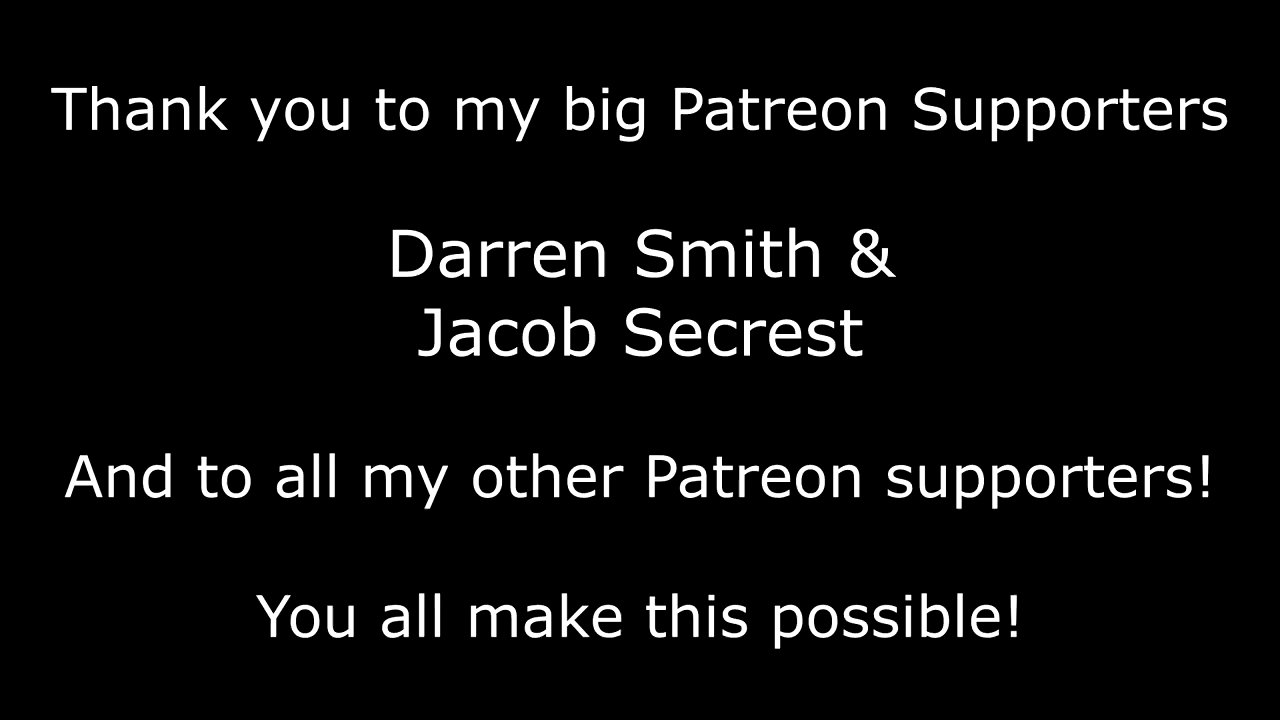 Thank you to my big Patreon Supporters
Darren Smith &
Jacob Secrest
And to all my other Patreon supporters!
You all make this possible!